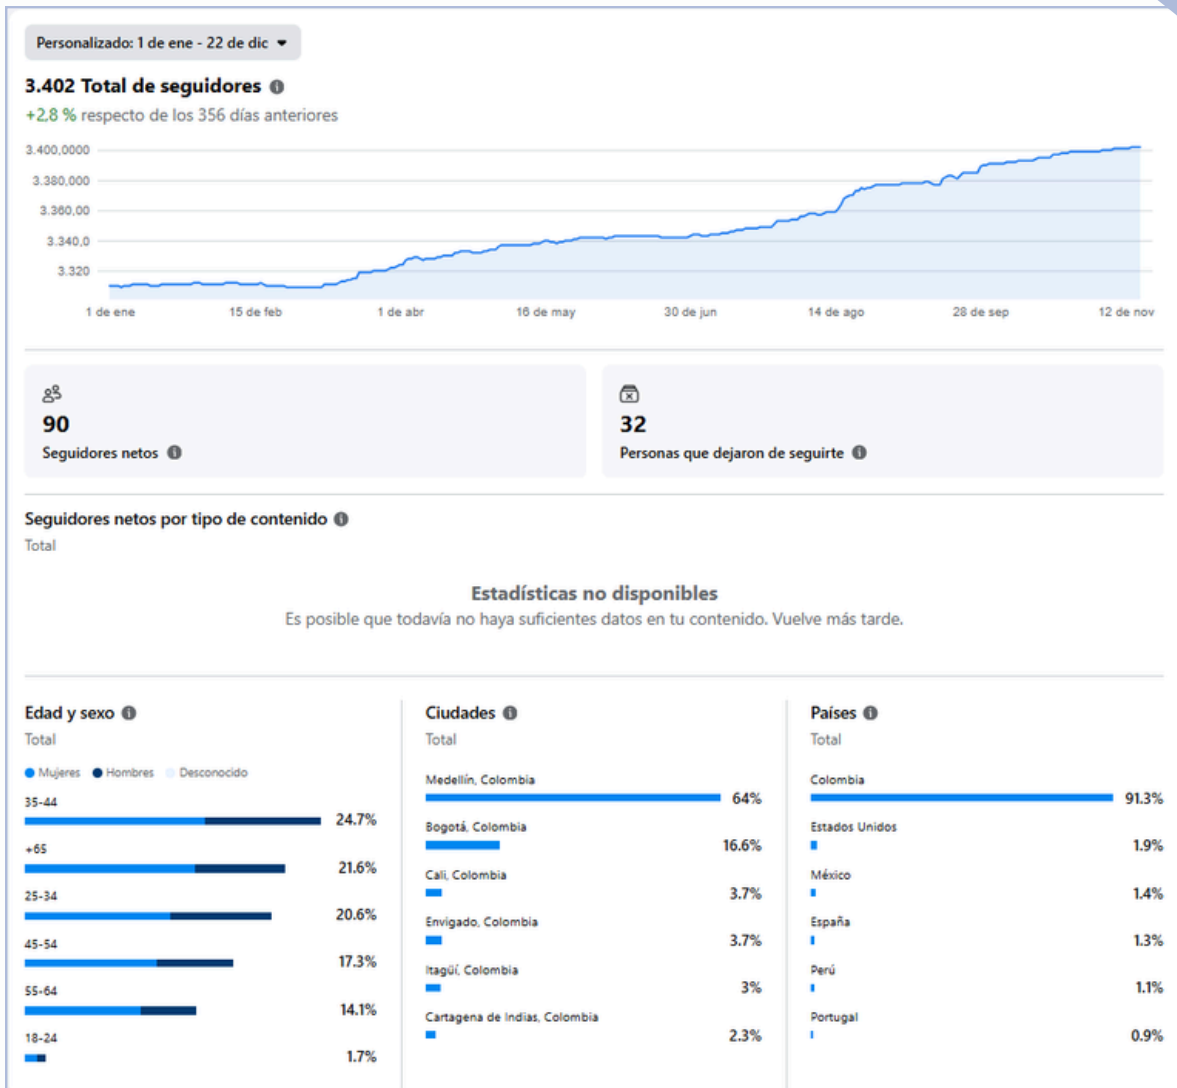 Personalizado: 1 de ene - 22 de dic
3.402 Total de seguidores
+2,8 % respecto de los 356 días anteriores
3.400,0000
3.380,000
3.360,00
3.340,0
3.320
1 de ene 15 de feb 1 de abr 16 de may 30 de jun 14 de ago 28 de sep 12 de nov
90
Seguidores netos
32
Personas que dejaron de seguirte
Seguidores netos por tipo de contenido
Total
Estadísticas no disponibles
Es posible que todavía no haya suficientes datos en tu contenido. Vuelve más tarde.
Edad y sexo
Total
Mujeres Hombres Desconocido
35-44
24.7%
+65
21.6%
25-34
20.6%
45-54
17.3%
55-64
14.1%
18-24
1.7%
Ciudades
Total
Medellín, Colombia
64%
Bogotá, Colombia
16.6%
Cali, Colombia
3.7%
Envigado, Colombia
3.7%
Itagüí, Colombia
3%
Cartagena de Indias, Colombia
2.3%
Países
Total
Colombia
91.3%
Estados Unidos
1.9%
México
1.4%
España
1.3%
Perú
1.1%
Portugal
0.9%